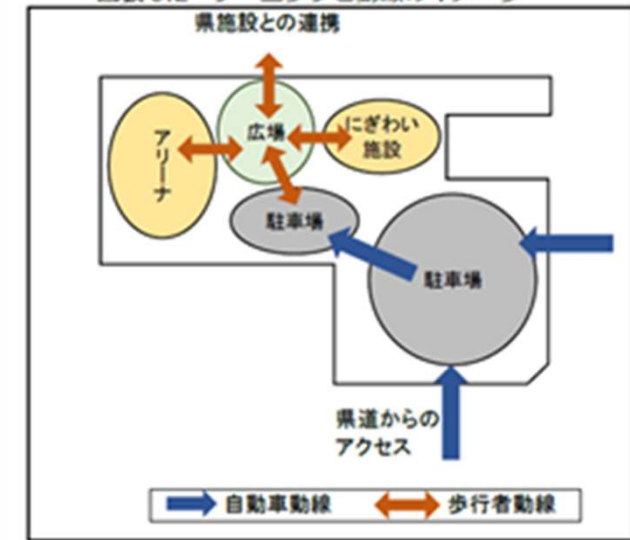 県施設との連携
広場
にぎわい
施設
アリーナ
駐車場
駐車場
県道からの
アクセス
自動車動線
歩行者動線